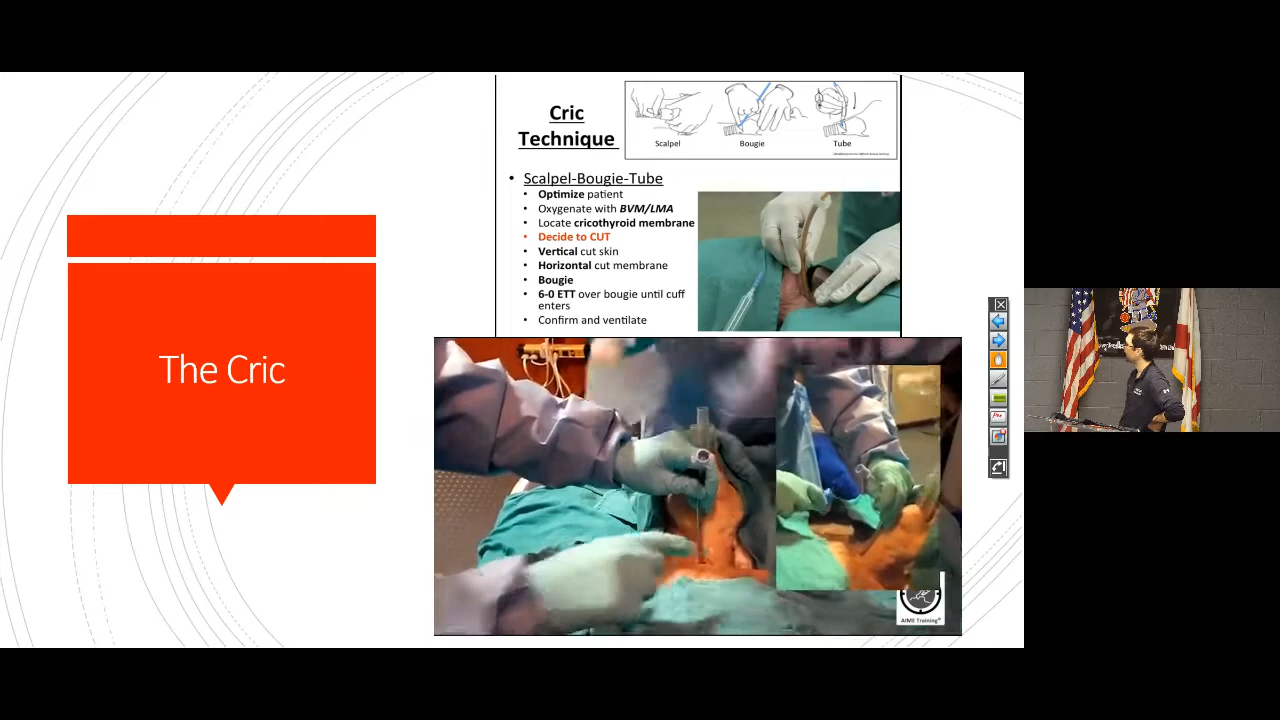 The Cric
Cric
Technique
Scalpel
Bougie
Tube
• Scalpel-Bougie-Tube
• Optimize patient
• Oxygenate with BVM/LMA
• Locate cricothyroid membrane
• Decide to CUT
• Vertical cut skin
• Horizontal cut membrane
• Bougie
• 6-0 ETT over bougie until cuff
enters
• Confirm and ventilate
AIME Training®